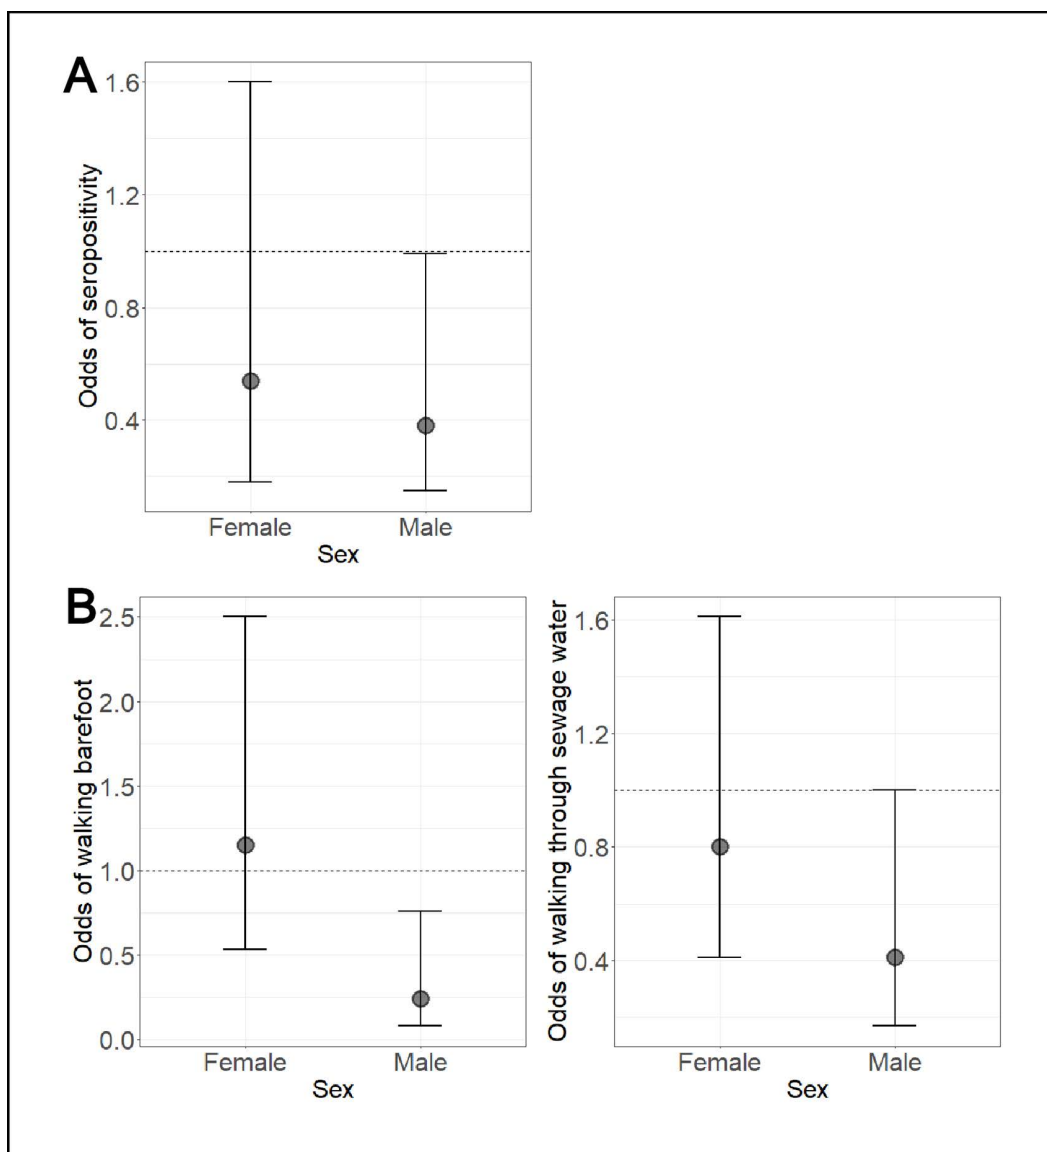 A
Odds of seropositivity
1.6
1.2
0.8
0.4
Female Male
Sex
B
Odds of walking barefoot
2.5
2.0
1.5
1.0
0.5
0.0
Female Male
Sex
Odds of walking through sewage water
1.6
1.2
0.8
0.4
Female Male
Sex